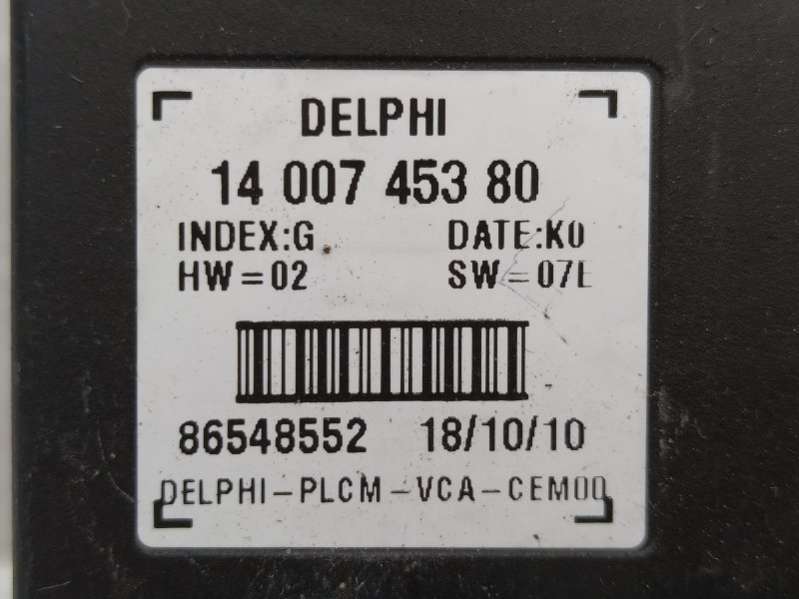 DELPHI
14 007 453 80
INDEX:G DATE:K0
HW=02 SW=07E
86548552 18/10/10
DELPHI-PLCM-VCA-CEM00